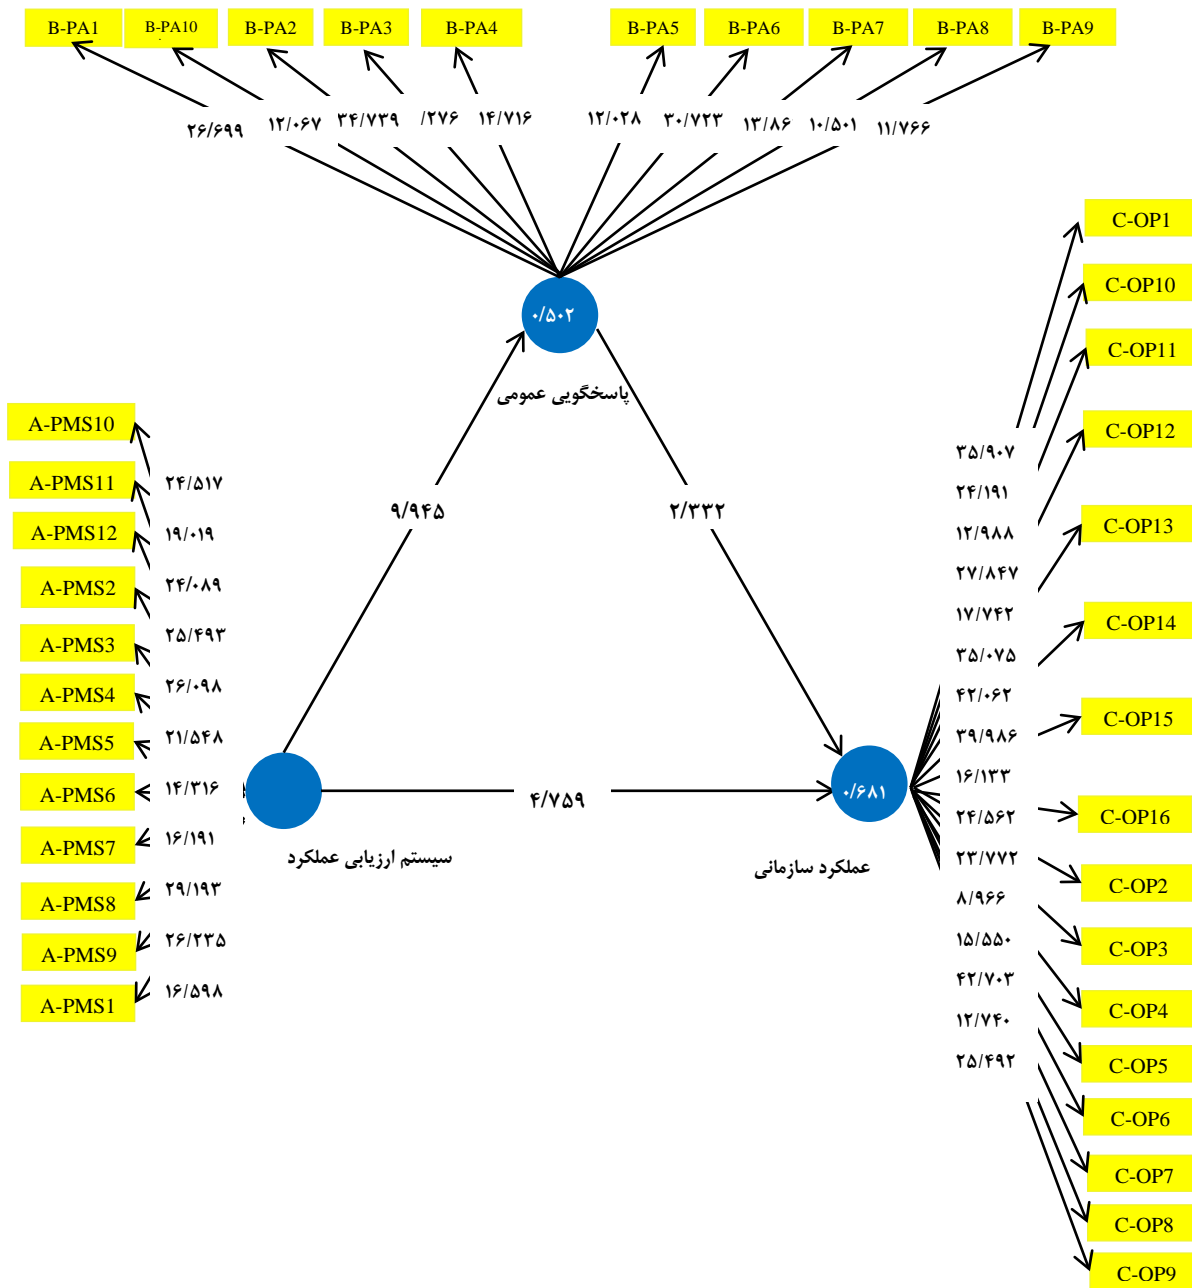 B-PA1
B-PA10
B-PA2
B-PA3
B-PA4
B-PA5
B-PA6
B-PA7
B-PA8
B-PA9
۲۶/۶۹۹
۱۲/۰۶۷
۳۴/۷۳۹
/۲۷۶
۱۴/۷۱۶
۱۲/۰۲۸
۳۰/۷۲۳
۱۳/۸۶
۱۰/۵۰۱
۱۱/۷۶۶
۰/۵۰۲
پاسخگویی عمومی
۹/۹۴۵
۲/۳۳۲
A-PMS10
A-PMS11
A-PMS12
A-PMS2
A-PMS3
A-PMS4
A-PMS5
A-PMS6
A-PMS7
A-PMS8
A-PMS9
A-PMS1
۲۴/۵۱۷
۱۹/۰۱۹
۲۴/۰۸۹
۲۵/۴۹۳
۲۶/۰۹۸
۲۱/۵۴۸
۱۴/۳۱۶
۱۶/۱۹۱
۲۹/۱۹۳
۲۶/۲۳۵
۱۶/۵۹۸
سیستم ارزیابی عملکرد
۴/۷۵۹
۰/۶۸۱
عملکرد سازمانی
۳۵/۹۰۷
۲۴/۱۹۱
۱۲/۹۸۸
۲۷/۸۴۷
۱۷/۷۴۲
۳۵/۰۷۵
۴۲/۰۶۲
۳۹/۹۸۶
۱۶/۱۳۳
۲۴/۵۶۲
۲۳/۷۷۲
۸/۹۶۶
۱۵/۵۵۰
۴۲/۷۰۳
۱۲/۷۴۰
۲۵/۴۹۲
C-OP1
C-OP10
C-OP11
C-OP12
C-OP13
C-OP14
C-OP15
C-OP16
C-OP2
C-OP3
C-OP4
C-OP5
C-OP6
C-OP7
C-OP8
C-OP9